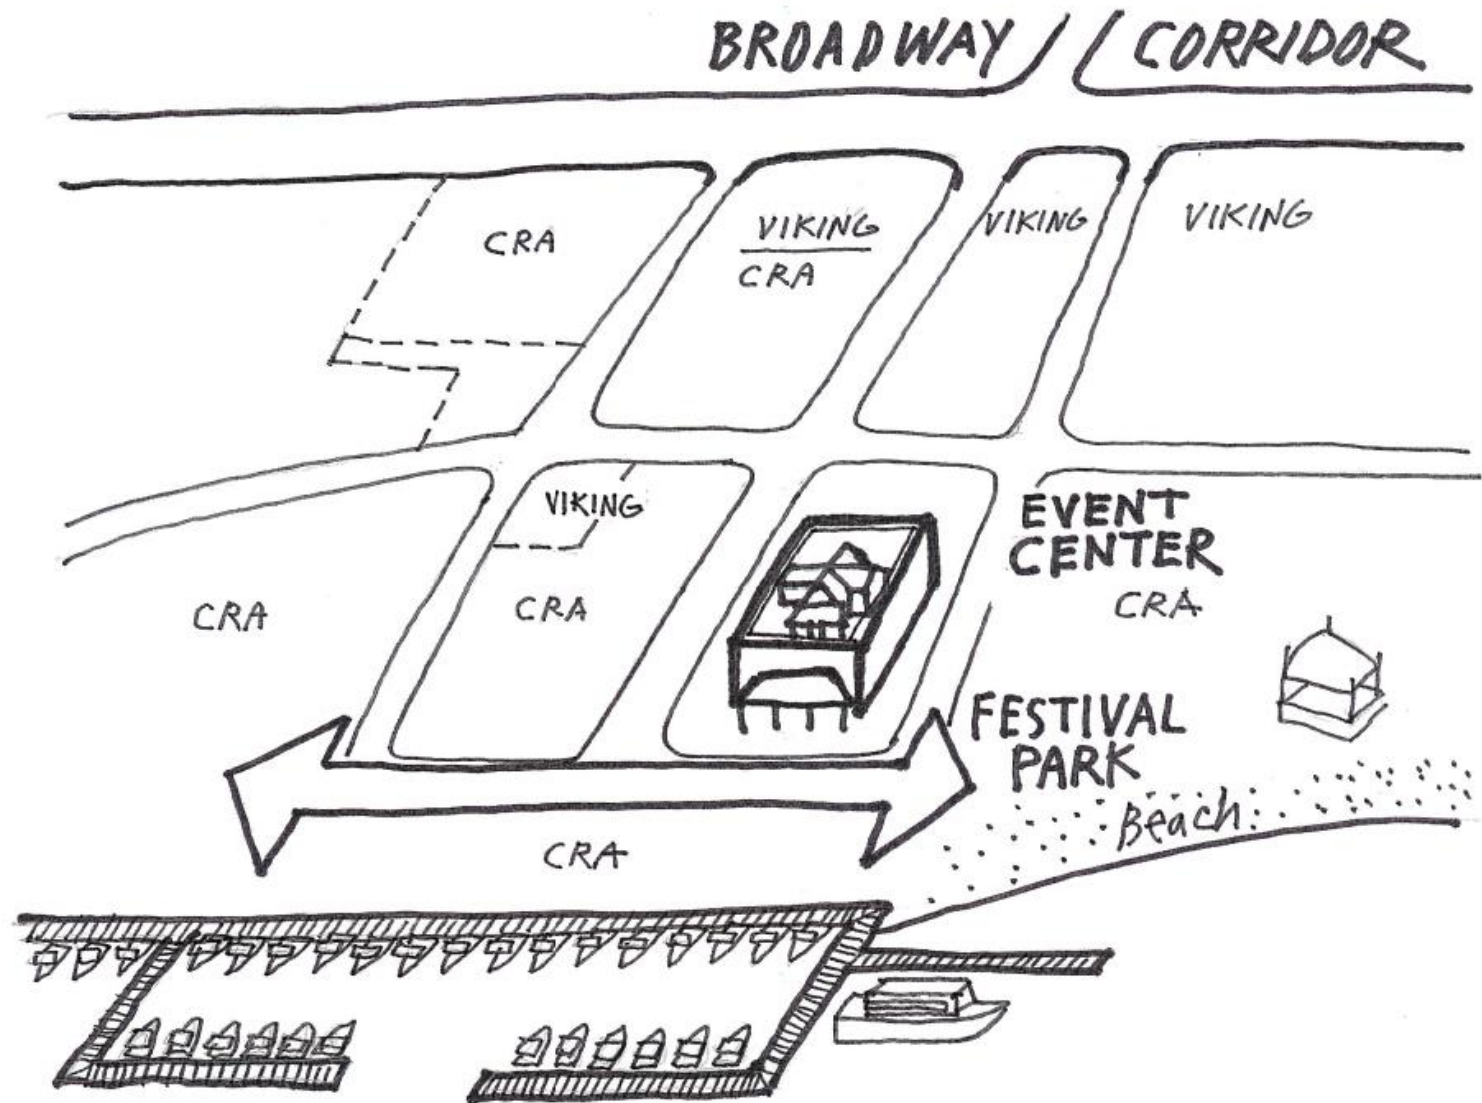 BROADWAY CORRIDOR
CRA
VIKING
CRA
VIKING
VIKING
VIKING
CRA
CRA
EVENT
CENTER
CRA
FESTIVAL
PARK
Beach
CRA